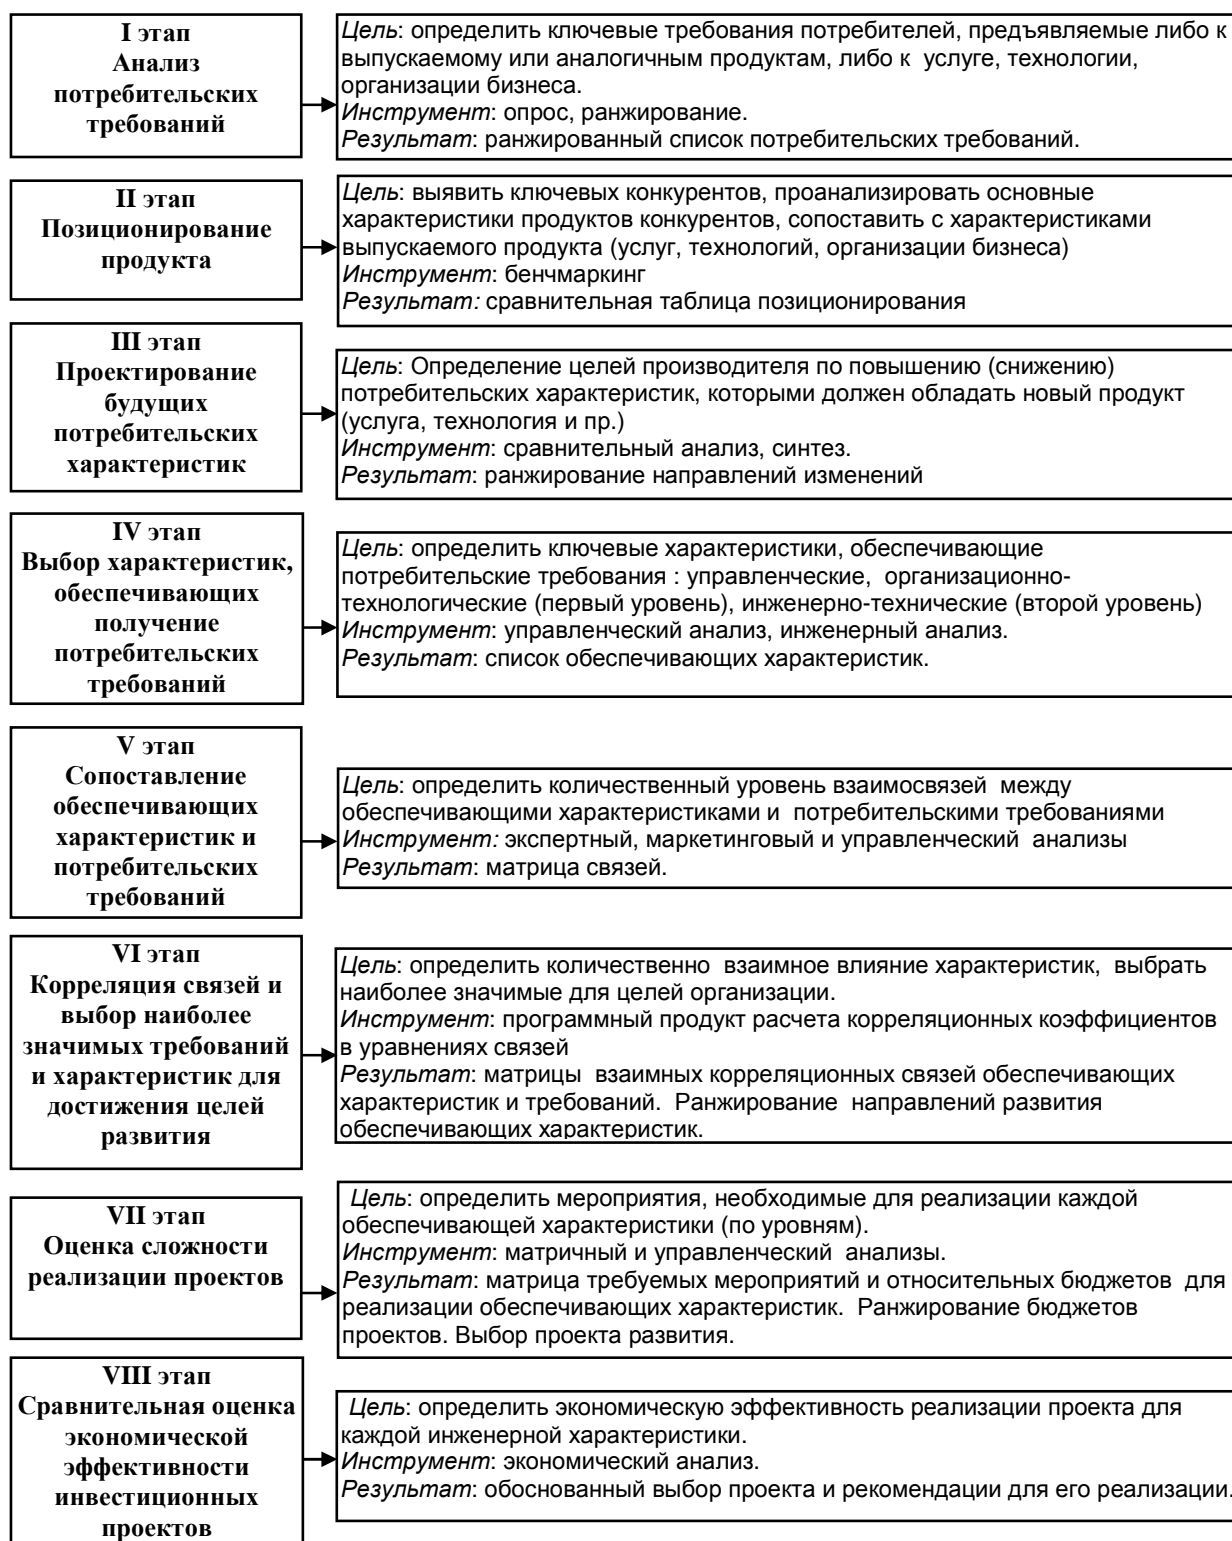 I этап
Анализ
потребительских
требований
Цель: определить ключевые требования потребителей, предъявляемые либо к
выпускаемому или аналогичным продуктам, либо к услуге, технологии,
организации бизнеса.
Инструмент: опрос, ранжирование.
Результат: ранжированный список потребительских требований.
II этап
Позиционирование
продукта
Цель: выявить ключевых конкурентов, проанализировать основные
характеристики продуктов конкурентов, сопоставить с характеристиками
выпускаемого продукта (услуг, технологий, организации бизнеса)
Инструмент: бенчмаркинг
Результат: сравнительная таблица позиционирования
III этап
Проектирование
будущих
потребительских
характеристик
Цель: Определение целей производителя по повышению (снижению)
потребительских характеристик, которыми должен обладать новый продукт
(услуга, технология и пр.)
Инструмент: сравнительный анализ, синтез.
Результат: ранжирование направлений изменений
IV этап
Выбор характеристик,
обеспечивающих
получение
потребительских
требований
Цель: определить ключевые характеристики, обеспечивающие
потребительские требования : управленческие, организационно-
технологические (первый уровень), инженерно-технические (второй уровень)
Инструмент: управленческий анализ, инженерный анализ.
Результат: список обеспечивающих характеристик.
V этап
Сопоставление
обеспечивающих
характеристик и
потребительских
требований
Цель: определить количественный уровень взаимосвязей между
обеспечивающими характеристиками и потребительскими требованиями
Инструмент: экспертный, маркетинговый и управленческий анализы
Результат: матрица связей.
VI этап
Корреляция связей и
выбор наиболее
значимых требований
и характеристик для
достижения целей
развития
Цель: определить количественно взаимное влияние характеристик, выбрать
наиболее значимые для целей организации.
Инструмент: программный продукт расчета корреляционных коэффициентов
в уравнениях связей
Результат: матрицы взаимных корреляционных связей обеспечивающих
характеристик и требований. Ранжирование направлений развития
обеспечивающих характеристик.
VII этап
Оценка сложности
реализации проектов
Цель: определить мероприятия, необходимые для реализации каждой
обеспечивающей характеристики (по уровням).
Инструмент: матричный и управленческий анализы.
Результат: матрица требуемых мероприятий и относительных бюджетов для
реализации обеспечивающих характеристик. Ранжирование бюджетов
проектов. Выбор проекта развития.
VIII этап
Сравнительная оценка
экономической
эффективности
инвестиционных
проектов
Цель: определить экономическую эффективность реализации проекта для
каждой инженерной характеристики.
Инструмент: экономический анализ.
Результат: обоснованный выбор проекта и рекомендации для его реализации.